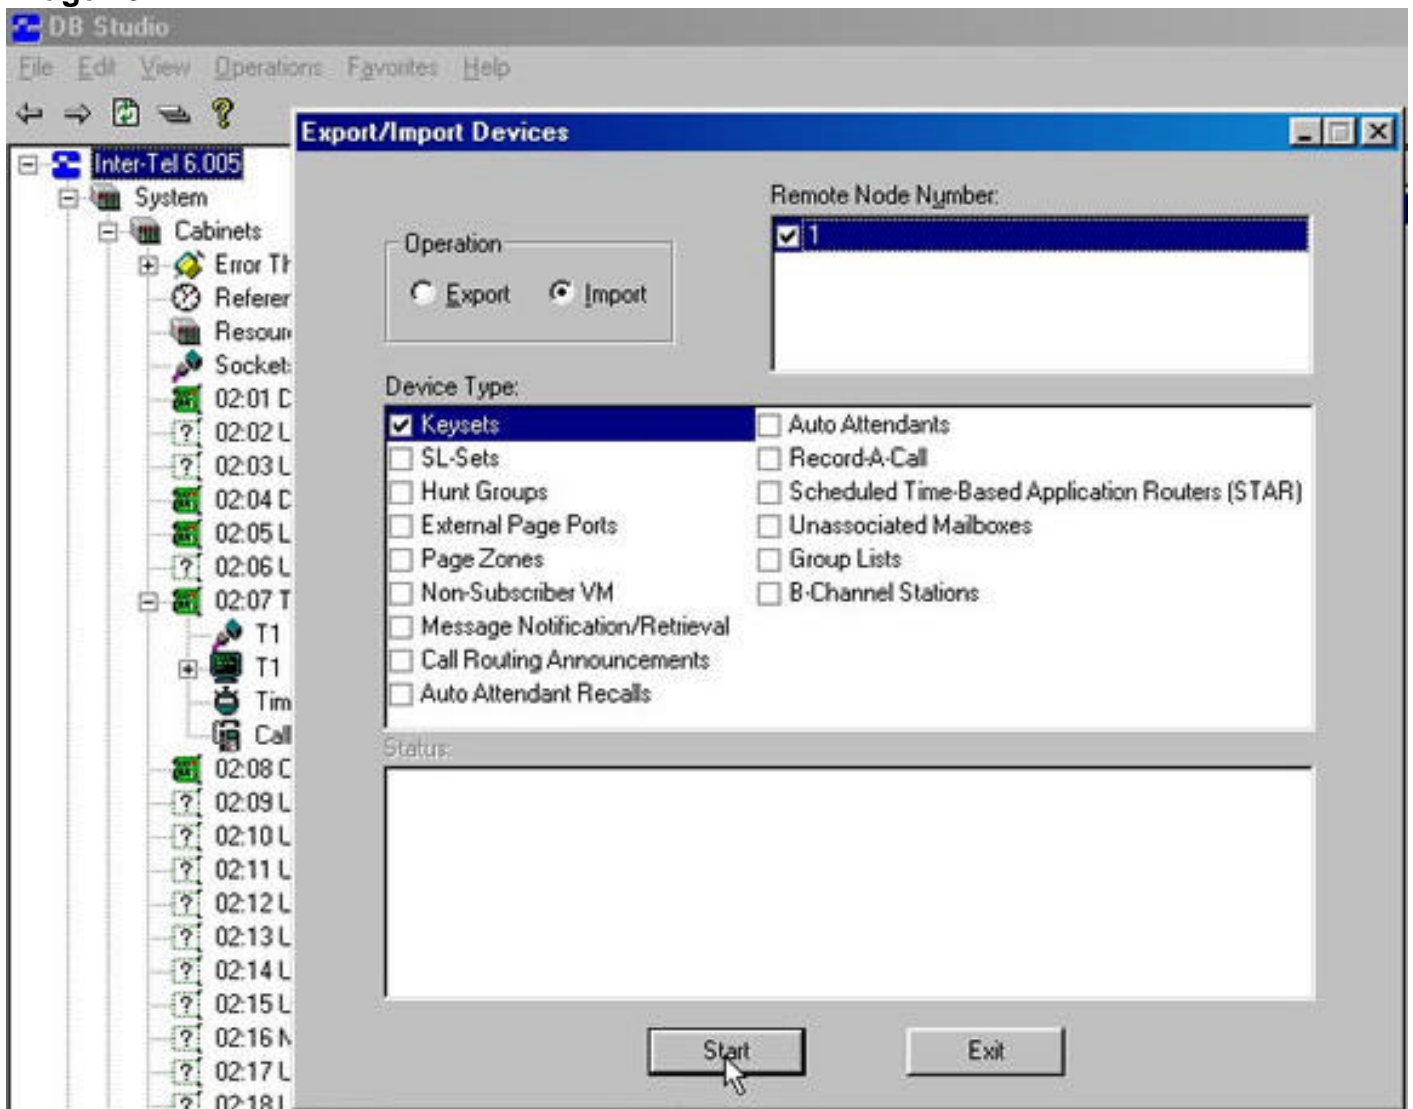 DB Studio
File Edit View Operations Favorites Help
Export/Import Devices
Inter-Tel 6.005
System
Cabinets
Error Th
Referer
Resour
Sockets
02:01 D
02:02 L
02:03 L
02:04 D
02:05 L
02:06 L
02:07 T
T1
T1
Tim
Call
02:08 D
02:09 L
02:10 L
02:11 L
02:12 L
02:13 L
02:14 L
02:15 L
02:16 N
02:17 L
02:18 L
Remote Node Number:
1
Operation
Export Import
Device Type:
Keysets
SL-Sets
Hunt Groups
External Page Ports
Page Zones
Non-Subscriber VM
Message Notification/Retrieval
Call Routing Announcements
Auto Attendant Recalls
Auto Attendants
Record-A-Call
Scheduled Time-Based Application Routers (STAR)
Unassociated Mailboxes
Group Lists
B-Channel Stations
Status:
Start Exit